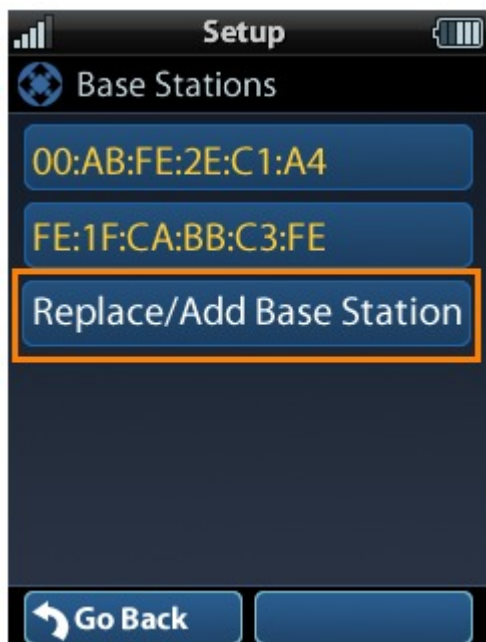 Setup
Base Stations
00:AB:FE:2E:C1:A4
FE:1F:CA:BB:C3:FE
Replace/Add Base Station
Go Back